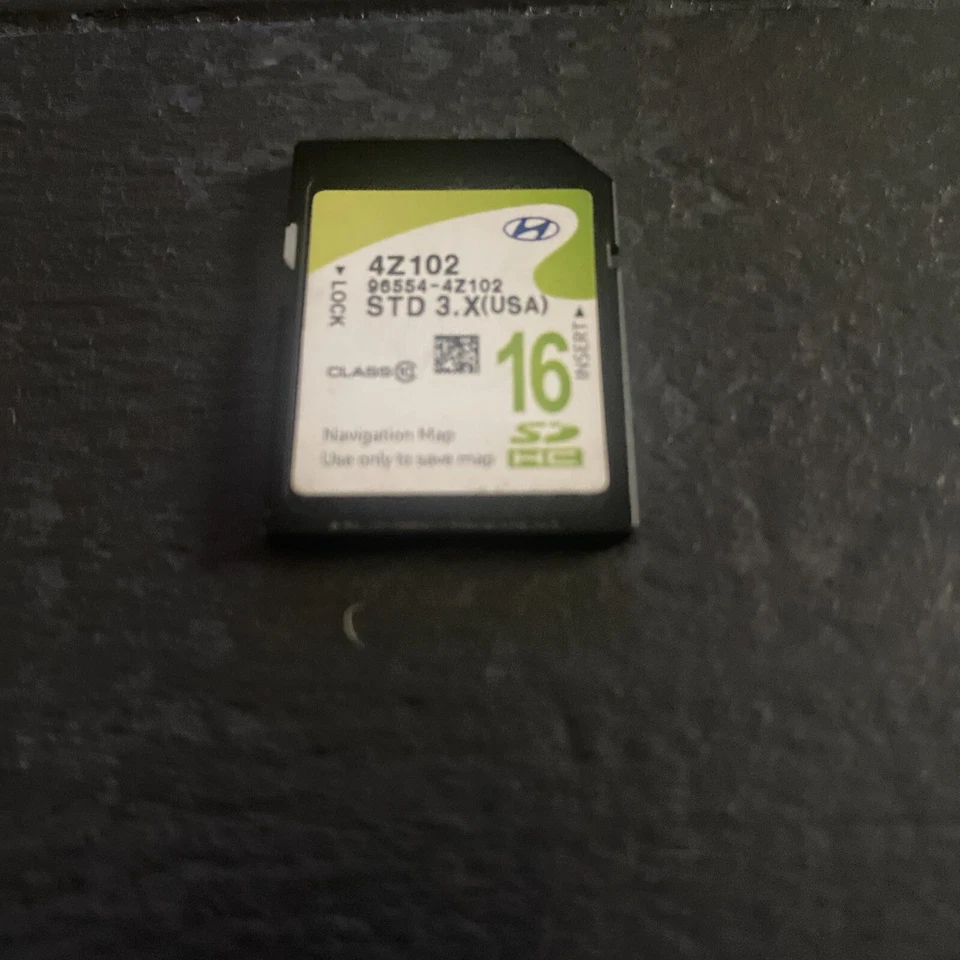 4Z102
96554-4Z102
STD 3.X(USA)
LOCK
INSERT
CLASS 10
16
SD
HC
Navigation Map
Use only to save map